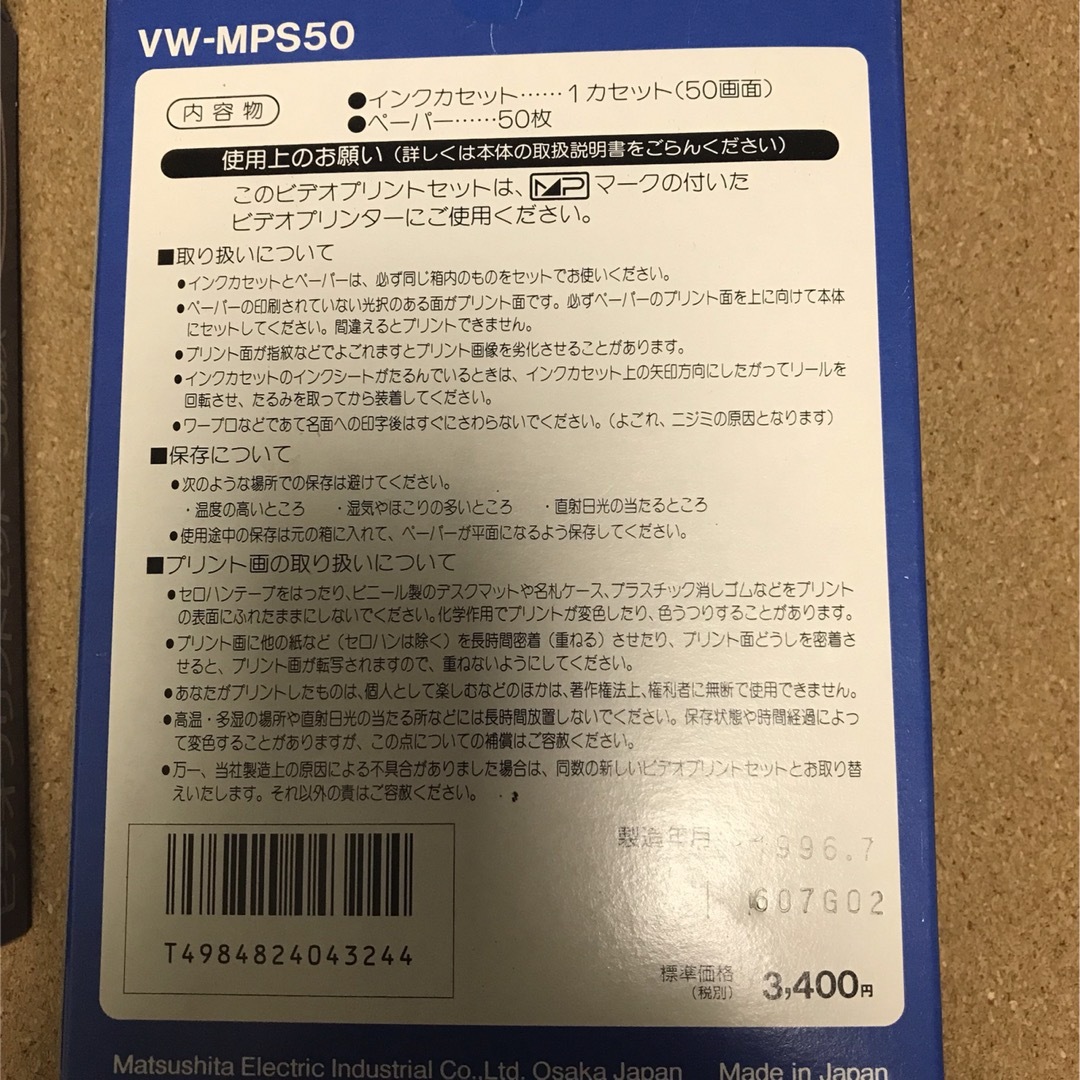 VW-MPS50
内容物
●インクカセット……1カセット(50画面)
●ペーパー……50枚
使用上のお願い (詳しくは本体の取扱説明書をごらんください)
このビデオプリントセットは、MPマークの付いた
ビデオプリンターにご使用ください。
■取り扱いについて
●インクカセットとペーパーは、必ず同じ箱内のものをセットでお使いください。
●ペーパーの印刷されていない光択のある面がプリント面です。必ずペーパーのプリント面を上に向けて本体
にセットしてください。間違えるとプリントできません。
●プリント面が指紋などでよごれますとプリント画像を劣化させることがあります。
●インクカセットのインクシートがたるんでいるときは、インクカセット上の矢印方向にしたがってリールを
回転させ、たるみを取ってから装着してください。
●ワープロなどであて名面への印字後はすぐにさわらないでください。(よごれ、ニジミの原因となります)
■保存について
●次のような場所での保存は避けてください。
・温度の高いところ ・湿気やほこりの多いところ ・直射日光の当たるところ
●使用途中の保存は元の箱に入れて、ペーパーが平面になるよう保存してください。
■プリント画の取り扱いについて
●セロハンテープをはったり、ビニール製のデスクマットや名札ケース、プラスチック消しゴムなどをプリント
の表面にふれたままにしないでください。化学作用でプリントが変色したり、色うつりすることがあります。
●プリント画に他の紙など(セロハンは除く)を長時間密着(重ねる)させたり、プリント面どうしを密着さ
せると、プリント画が転写されますので、重ねないようにしてください。
●あなたがプリントしたものは、個人として楽しむなどのほかは、著作権法上、権利者に無断で使用できません。
●高温・多湿の場所や直射日光の当たる所などには長時間放置しないでください。保存状態や時間経過によっ
て変色することがありますが、この点についての補償はご容赦ください。
●万一、当社製造上の原因による不具合がありました場合は、同数の新しいビデオプリントセットとお取り替
えいたします。それ以外の責はご容赦ください。
製造年月 1996.7
607G02
T4984824043244
標準価格
(税別) 3,400円
Matsushita Electric Industrial Co.,Ltd. Osaka Japan Made in Japan